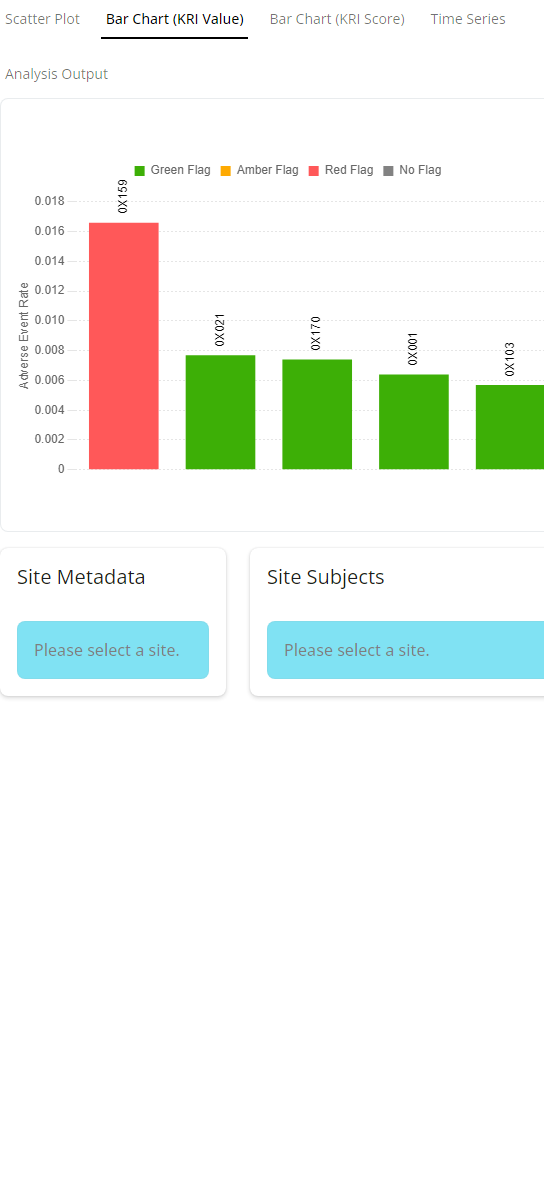 Scatter Plot Bar Chart (KRI Value) Bar Chart (KRI Score) Time Series
Analysis Output
Green Flag Amber Flag Red Flag No Flag
0X159
0.018
0.016
0.014
0.012
0.010
0.008
0.006
0.004
0.002
0
Adverse Event Rate
0X021
0X170
0X001
0X103
Site Metadata
Please select a site.
Site Subjects
Please select a site.